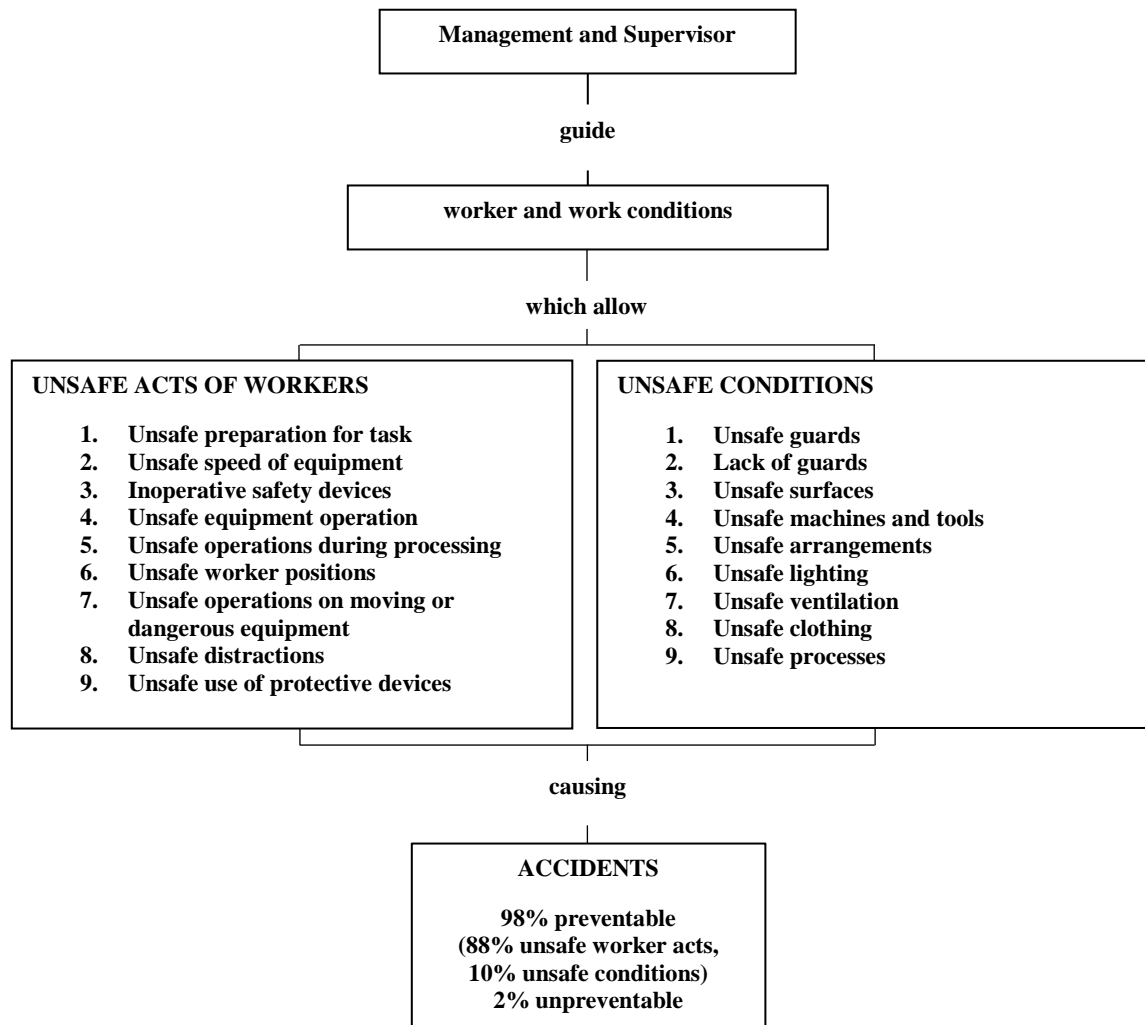 Management and Supervisor
guide
worker and work conditions
which allow
UNSAFE ACTS OF WORKERS
1. Unsafe preparation for task
2. Unsafe speed of equipment
3. Inoperative safety devices
4. Unsafe equipment operation
5. Unsafe operations during processing
6. Unsafe worker positions
7. Unsafe operations on moving or
dangerous equipment
8. Unsafe distractions
9. Unsafe use of protective devices
UNSAFE CONDITIONS
1. Unsafe guards
2. Lack of guards
3. Unsafe surfaces
4. Unsafe machines and tools
5. Unsafe arrangements
6. Unsafe lighting
7. Unsafe ventilation
8. Unsafe clothing
9. Unsafe processes
causing
ACCIDENTS
98% preventable
(88% unsafe worker acts,
10% unsafe conditions)
2% unpreventable